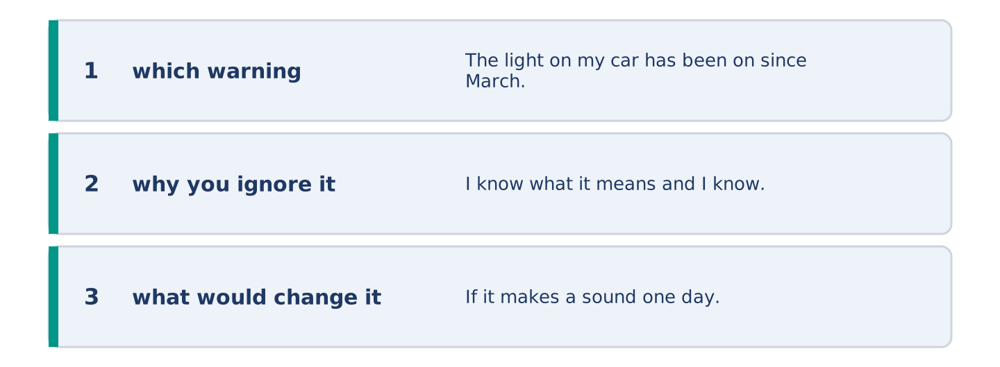 1 which warning The light on my car has been on since
March.
2 why you ignore it I know what it means and I know.
3 what would change it If it makes a sound one day.